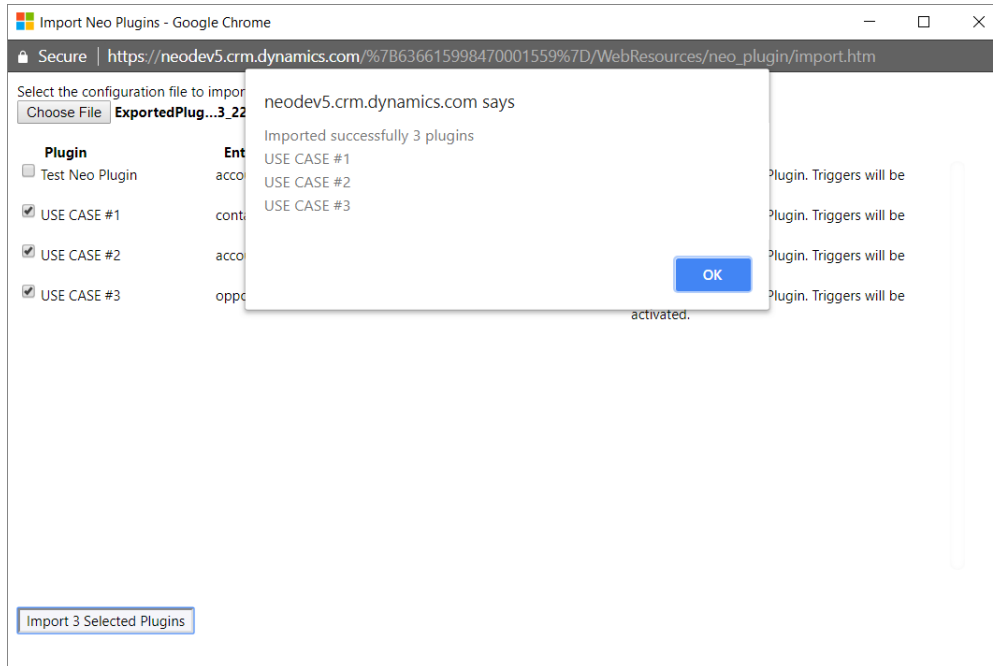 Import Neo Plugins - Google Chrome
Secure | https://neodev5.crm.dynamics.com/%7B636615998470001559%7D/WebResources/neo_plugin/import.htm
Select the configuration file to impor
Choose File ExportedPlug...3_22
neodev5.crm.dynamics.com says
Imported successfully 3 plugins
USE CASE #1
USE CASE #2
USE CASE #3
OK
Plugin Ent
Test Neo Plugin acco Plugin. Triggers will be
USE CASE #1 conta Plugin. Triggers will be
USE CASE #2 acco Plugin. Triggers will be
USE CASE #3 oppo Plugin. Triggers will be
activated.
Import 3 Selected Plugins